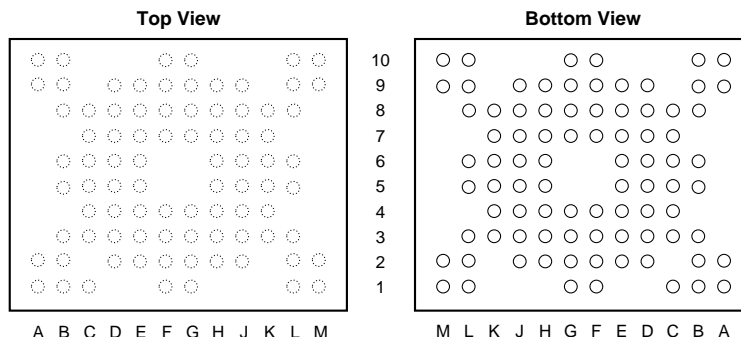 Top View
Bottom View
10
9
8
7
6
5
4
3
2
1
A B C D E F G H J K L M
M L K J H G F E D C B A